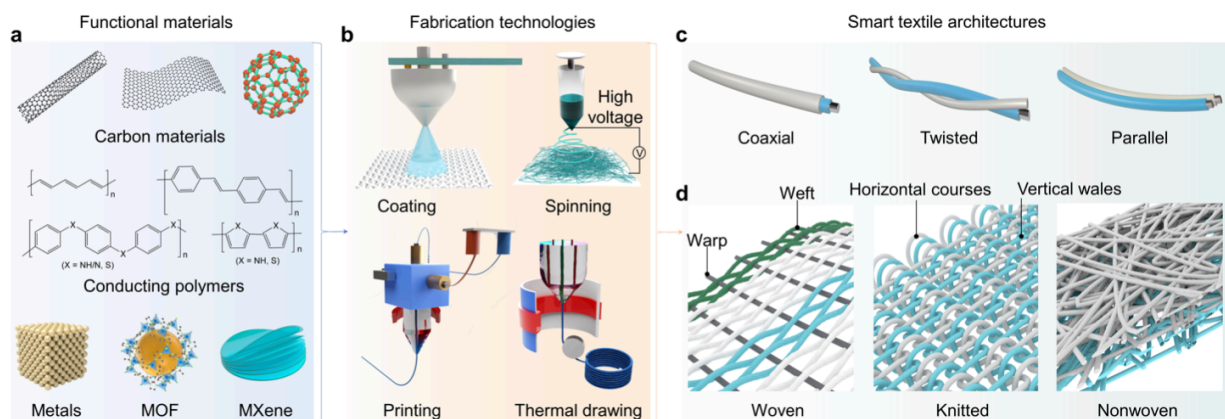 Functional materials
Fabrication technologies
Smart textile architectures
a
Carbon materials
n
n
X
X
X
n
(X = NH/N, S)
X
X
n
(X = NH, S)
Conducting polymers
Metals
MOF
MXene
b
High
voltage
V
Coating
Spinning
Printing
Thermal drawing
c
Coaxial
Twisted
Parallel
d
Weft
Warp
Horizontal courses
Vertical wales
Woven
Knitted
Nonwoven